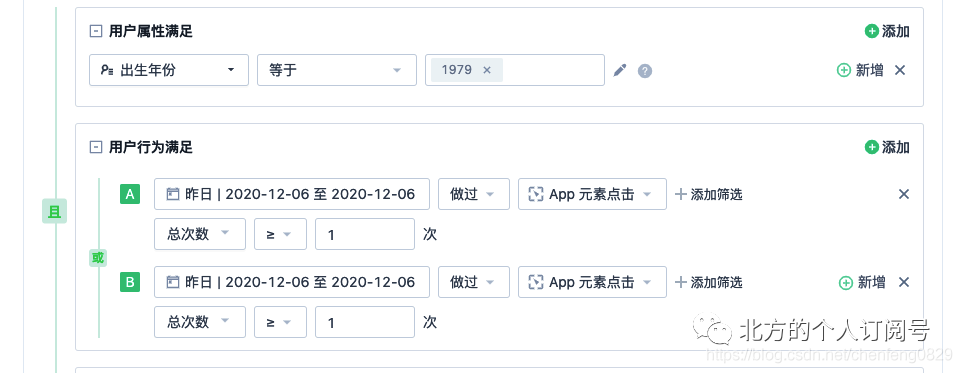 用户属性满足 添加
出生年份 等于 1979 新增
用户行为满足 添加
且
A 昨日 | 2020-12-06 至 2020-12-06 做过 App 元素点击 添加筛选
总次数 ≥ 1 次
或
B 昨日 | 2020-12-06 至 2020-12-06 做过 App 元素点击 添加筛选 新增
总次数 ≥ 1 次
北方的个人订阅号
https://blog.csdn.net/chenfeng0829